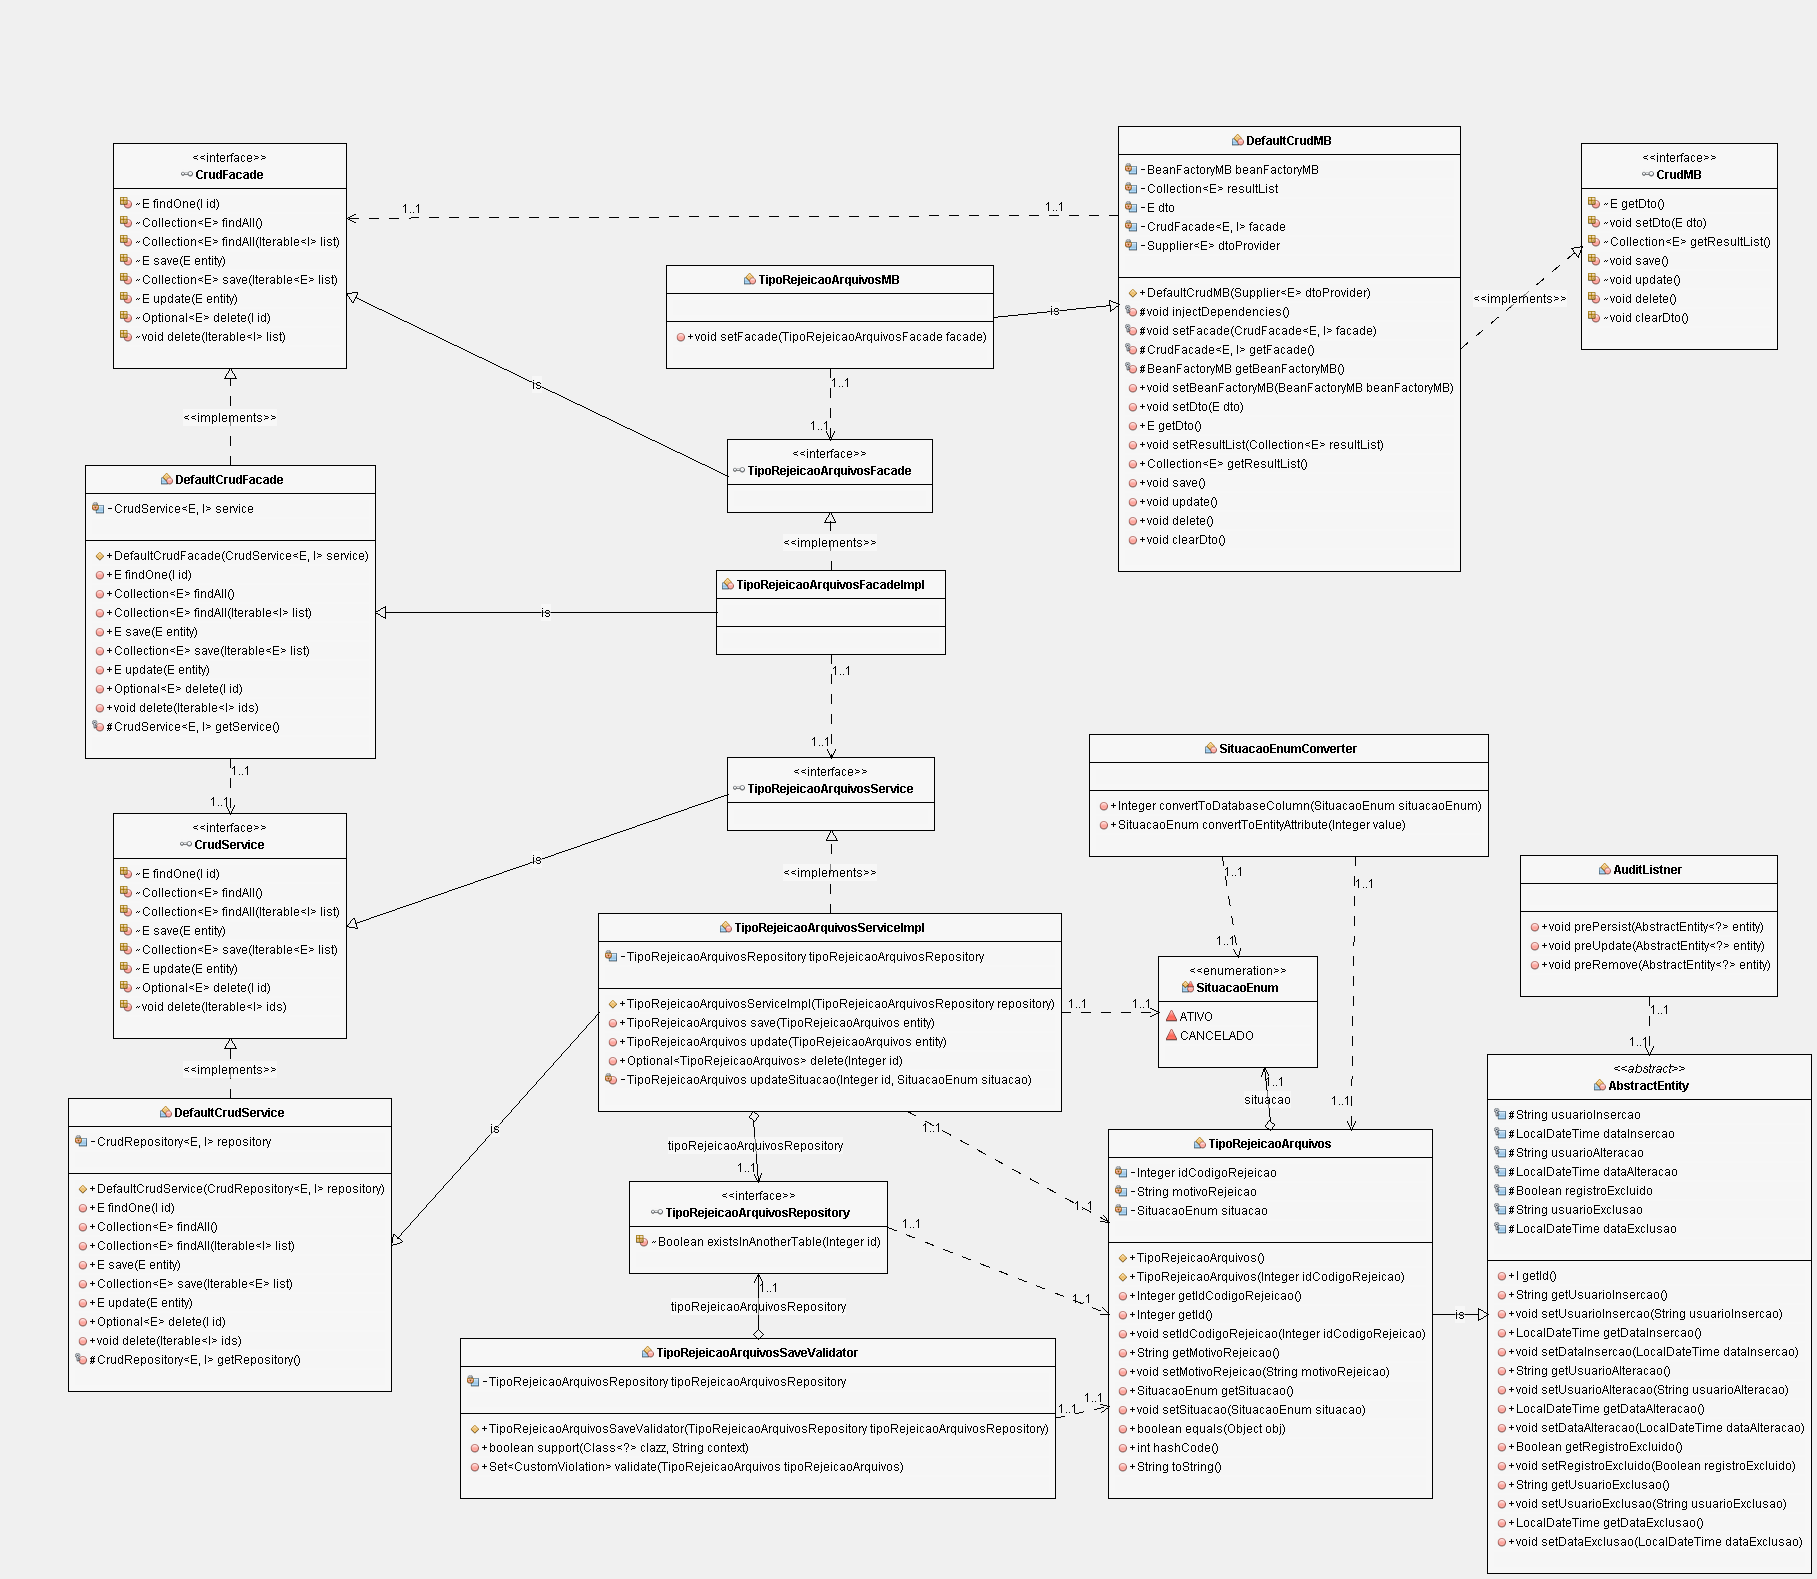 <<interface>>
CrudFacade
~E findOne(I id)
~Collection<E> findAll()
~Collection<E> findAll(Iterable<I> list)
~E save(E entity)
~Collection<E> save(Iterable<E> list)
~E update(E entity)
~Optional<E> delete(I id)
~void delete(Iterable<I> list)
1..1
1..1
DefaultCrudMB
-BeanFactoryMB beanFactoryMB
-Collection<E> resultList
-E dto
-CrudFacade<E, I> facade
-Supplier<E> dtoProvider
+DefaultCrudMB(Supplier<E> dtoProvider)
#void injectDependencies()
#void setFacade(CrudFacade<E, I> facade)
#CrudFacade<E, I> getFacade()
#BeanFactoryMB getBeanFactoryMB()
+void setBeanFactoryMB(BeanFactoryMB beanFactoryMB)
+void setDto(E dto)
+E getDto()
+void setResultList(Collection<E> resultList)
+Collection<E> getResultList()
+void save()
+void update()
+void delete()
+void clearDto()
<<interface>>
CrudMB
~E getDto()
~void setDto(E dto)
~Collection<E> getResultList()
~void save()
~void update()
~void delete()
~void clearDto()
<<implements>>
TipoRejeicaoArquivosMB
+void setFacade(TipoRejeicaoArquivosFacade facade)
is
is
1..1
1..1
<<interface>>
TipoRejeicaoArquivosFacade
<<implements>>
<<implements>>
DefaultCrudFacade
-CrudService<E, I> service
+DefaultCrudFacade(CrudService<E, I> service)
+E findOne(I id)
+Collection<E> findAll()
+Collection<E> findAll(Iterable<I> list)
+E save(E entity)
+Collection<E> save(Iterable<E> list)
+E update(E entity)
+Optional<E> delete(I id)
+void delete(Iterable<I> ids)
#CrudService<E, I> getService()
is
TipoRejeicaoArquivosFacadeImpl
1..1
1..1
1..1
1..1
<<interface>>
CrudService
~E findOne(I id)
~Collection<E> findAll()
~Collection<E> findAll(Iterable<I> list)
~E save(E entity)
~Collection<E> save(Iterable<E> list)
~E update(E entity)
~Optional<E> delete(I id)
~void delete(Iterable<I> ids)
is
<<interface>>
TipoRejeicaoArquivosService
<<implements>>
SituacaoEnumConverter
+Integer convertToDatabaseColumn(SituacaoEnum situacaoEnum)
+SituacaoEnum convertToEntityAttribute(Integer value)
1..1
1..1
1..1
1..1
AuditListner
+void prePersist(AbstractEntity<?> entity)
+void preUpdate(AbstractEntity<?> entity)
+void preRemove(AbstractEntity<?> entity)
1..1
1..1
TipoRejeicaoArquivosServiceImpl
-TipoRejeicaoArquivosRepository tipoRejeicaoArquivosRepository
+TipoRejeicaoArquivosServiceImpl(TipoRejeicaoArquivosRepository repository)
+TipoRejeicaoArquivos save(TipoRejeicaoArquivos entity)
+TipoRejeicaoArquivos update(TipoRejeicaoArquivos entity)
+Optional<TipoRejeicaoArquivos> delete(Integer id)
-TipoRejeicaoArquivos updateSituacao(Integer id, SituacaoEnum situacao)
1..1
1..1
<<enumeration>>
SituacaoEnum
ATIVO
CANCELADO
1..1
situacao
<<implements>>
DefaultCrudService
-CrudRepository<E, I> repository
+DefaultCrudService(CrudRepository<E, I> repository)
+E findOne(I id)
+Collection<E> findAll()
+Collection<E> findAll(Iterable<I> list)
+E save(E entity)
+Collection<E> save(Iterable<E> list)
+E update(E entity)
+Optional<E> delete(I id)
+void delete(Iterable<I> ids)
#CrudRepository<E, I> getRepository()
is
tipoRejeicaoArquivosRepository
1..1
1..1
1..1
<<interface>>
TipoRejeicaoArquivosRepository
~Boolean existsInAnotherTable(Integer id)
1..1
1..1
1..1
tipoRejeicaoArquivosRepository
TipoRejeicaoArquivosSaveValidator
-TipoRejeicaoArquivosRepository tipoRejeicaoArquivosRepository
+TipoRejeicaoArquivosSaveValidator(TipoRejeicaoArquivosRepository tipoRejeicaoArquivosRepository)
+boolean support(Class<?> clazz, String context)
+Set<CustomViolation> validate(TipoRejeicaoArquivos tipoRejeicaoArquivos)
1..1
1..1
TipoRejeicaoArquivos
-Integer idCodigoRejeicao
-String motivoRejeicao
-SituacaoEnum situacao
+TipoRejeicaoArquivos()
+TipoRejeicaoArquivos(Integer idCodigoRejeicao)
+Integer getIdCodigoRejeicao()
+Integer getId()
+void setIdCodigoRejeicao(Integer idCodigoRejeicao)
+String getMotivoRejeicao()
+void setMotivoRejeicao(String motivoRejeicao)
+SituacaoEnum getSituacao()
+void setSituacao(SituacaoEnum situacao)
+boolean equals(Object obj)
+int hashCode()
+String toString()
is
<<abstract>>
AbstractEntity
#String usuarioInsercao
#LocalDateTime dataInsercao
#String usuarioAlteracao
#LocalDateTime dataAlteracao
#Boolean registroExcluido
#String usuarioExclusao
#LocalDateTime dataExclusao
+I getId()
+String getUsuarioInsercao()
+void setUsuarioInsercao(String usuarioInsercao)
+LocalDateTime getDataInsercao()
+void setDataInsercao(LocalDateTime dataInsercao)
+String getUsuarioAlteracao()
+void setUsuarioAlteracao(String usuarioAlteracao)
+LocalDateTime getDataAlteracao()
+void setDataAlteracao(LocalDateTime dataAlteracao)
+Boolean getRegistroExcluido()
+void setRegistroExcluido(Boolean registroExcluido)
+String getUsuarioExclusao()
+void setUsuarioExclusao(String usuarioExclusao)
+LocalDateTime getDataExclusao()
+void setDataExclusao(LocalDateTime dataExclusao)